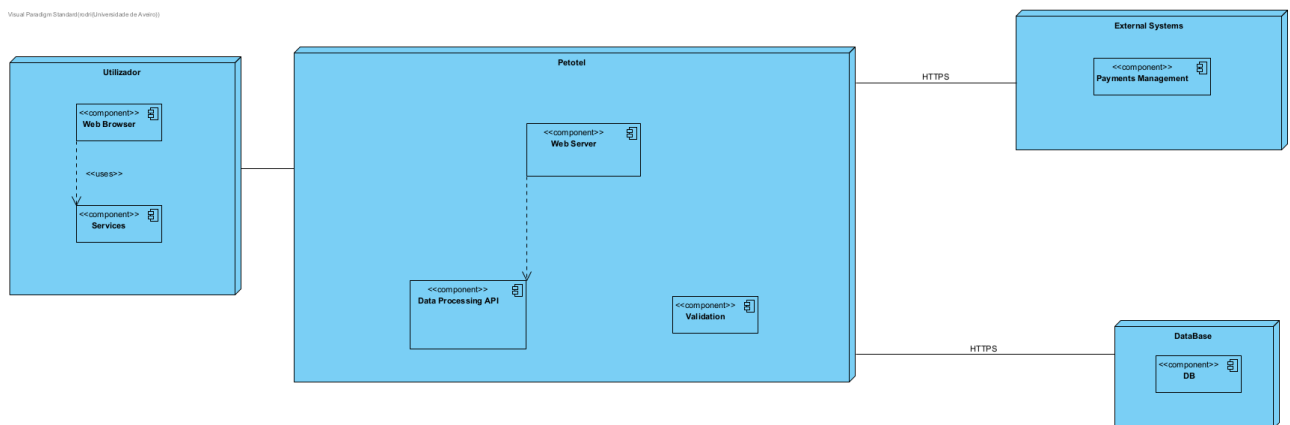 Visual Paradigm Standard(rodri(Universidade de Aveiro))
Utilizador
<<component>>
Web Browser
<<uses>>
<<component>>
Services
Petotel
<<component>>
Web Server
<<component>>
Data Processing API
<<component>>
Validation
HTTPS
External Systems
<<component>>
Payments Management
HTTPS
DataBase
<<component>>
DB